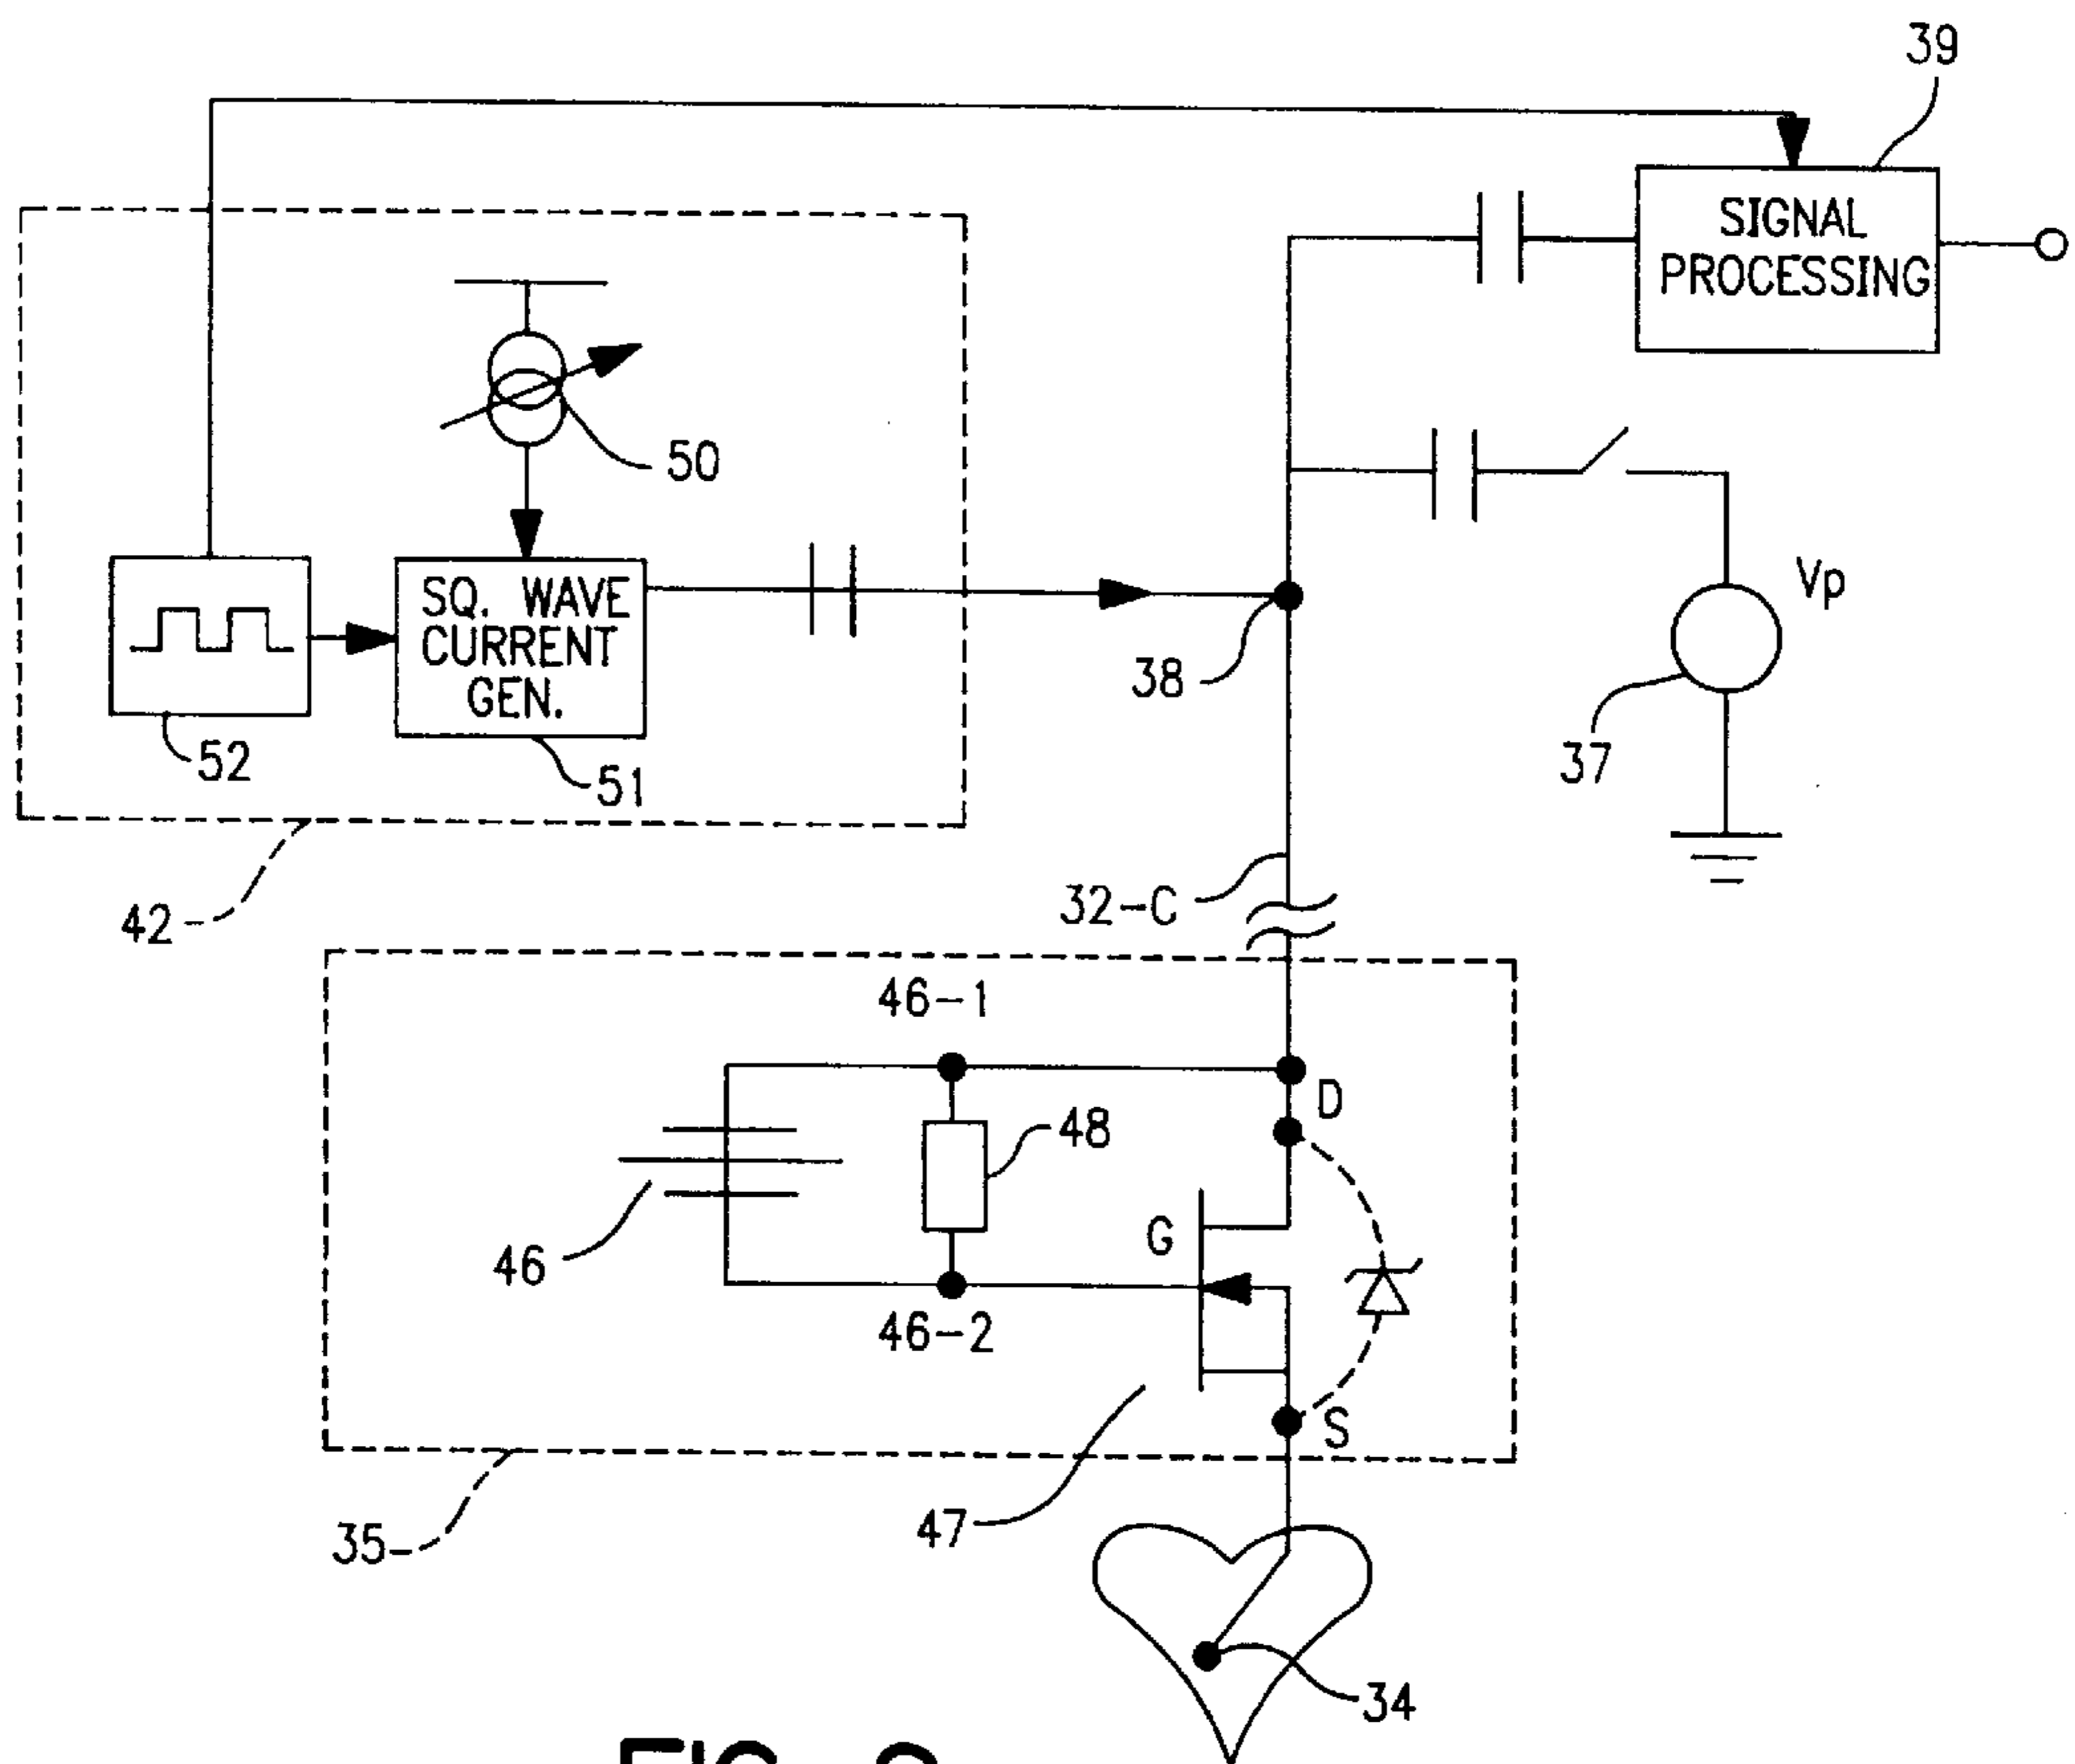 39
SIGNAL
PROCESSING
50
SQ. WAVE
CURRENT
GEN.
Vp
38
52
51
37
42
32-C
46-1
D
48
G
46
46-2
S
47
35
34